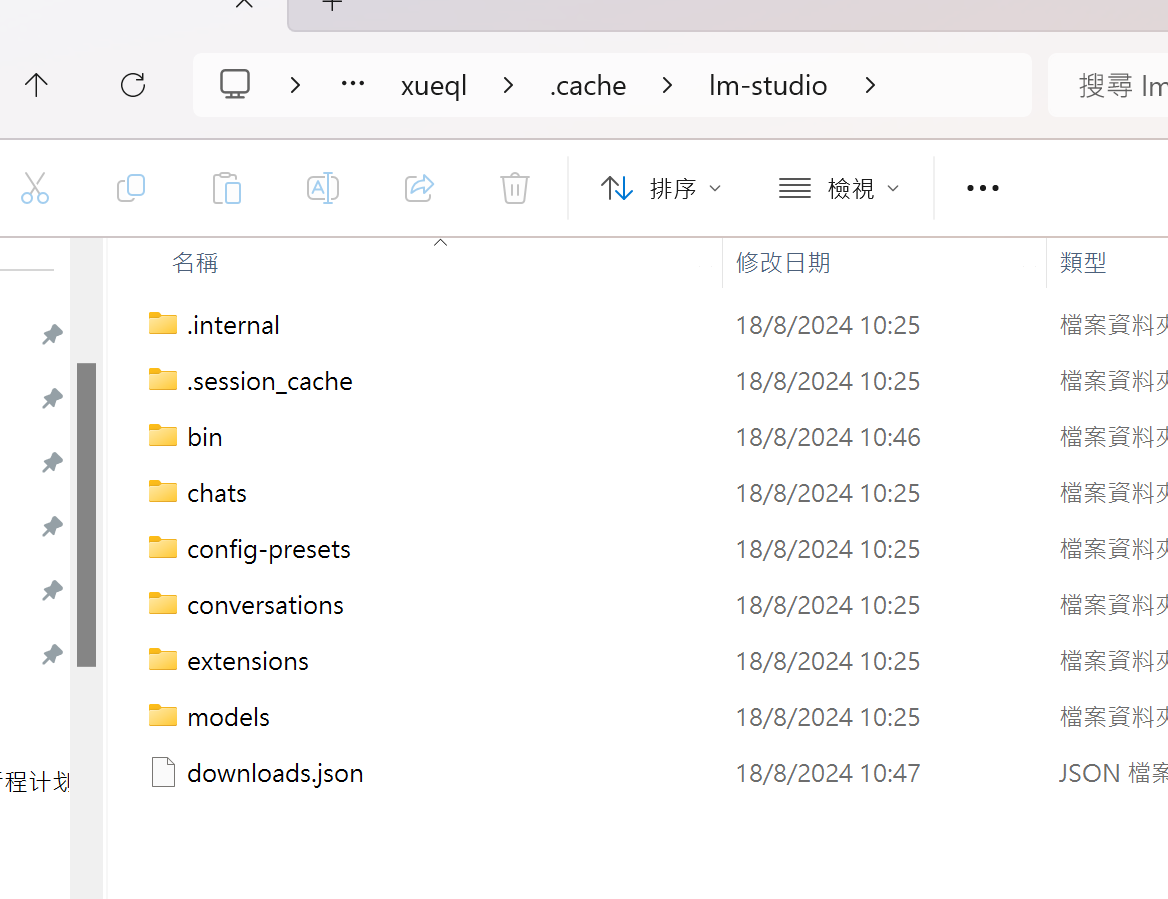 xueql .cache lm-studio 搜尋 lm
排序 檢視
名稱 修改日期 類型
.internal 18/8/2024 10:25 檔案資料夾
.session_cache 18/8/2024 10:25 檔案資料夾
bin 18/8/2024 10:46 檔案資料夾
chats 18/8/2024 10:25 檔案資料夾
config-presets 18/8/2024 10:25 檔案資料夾
conversations 18/8/2024 10:25 檔案資料夾
extensions 18/8/2024 10:25 檔案資料夾
models 18/8/2024 10:25 檔案資料夾
downloads.json 18/8/2024 10:47 JSON 檔案
程计划